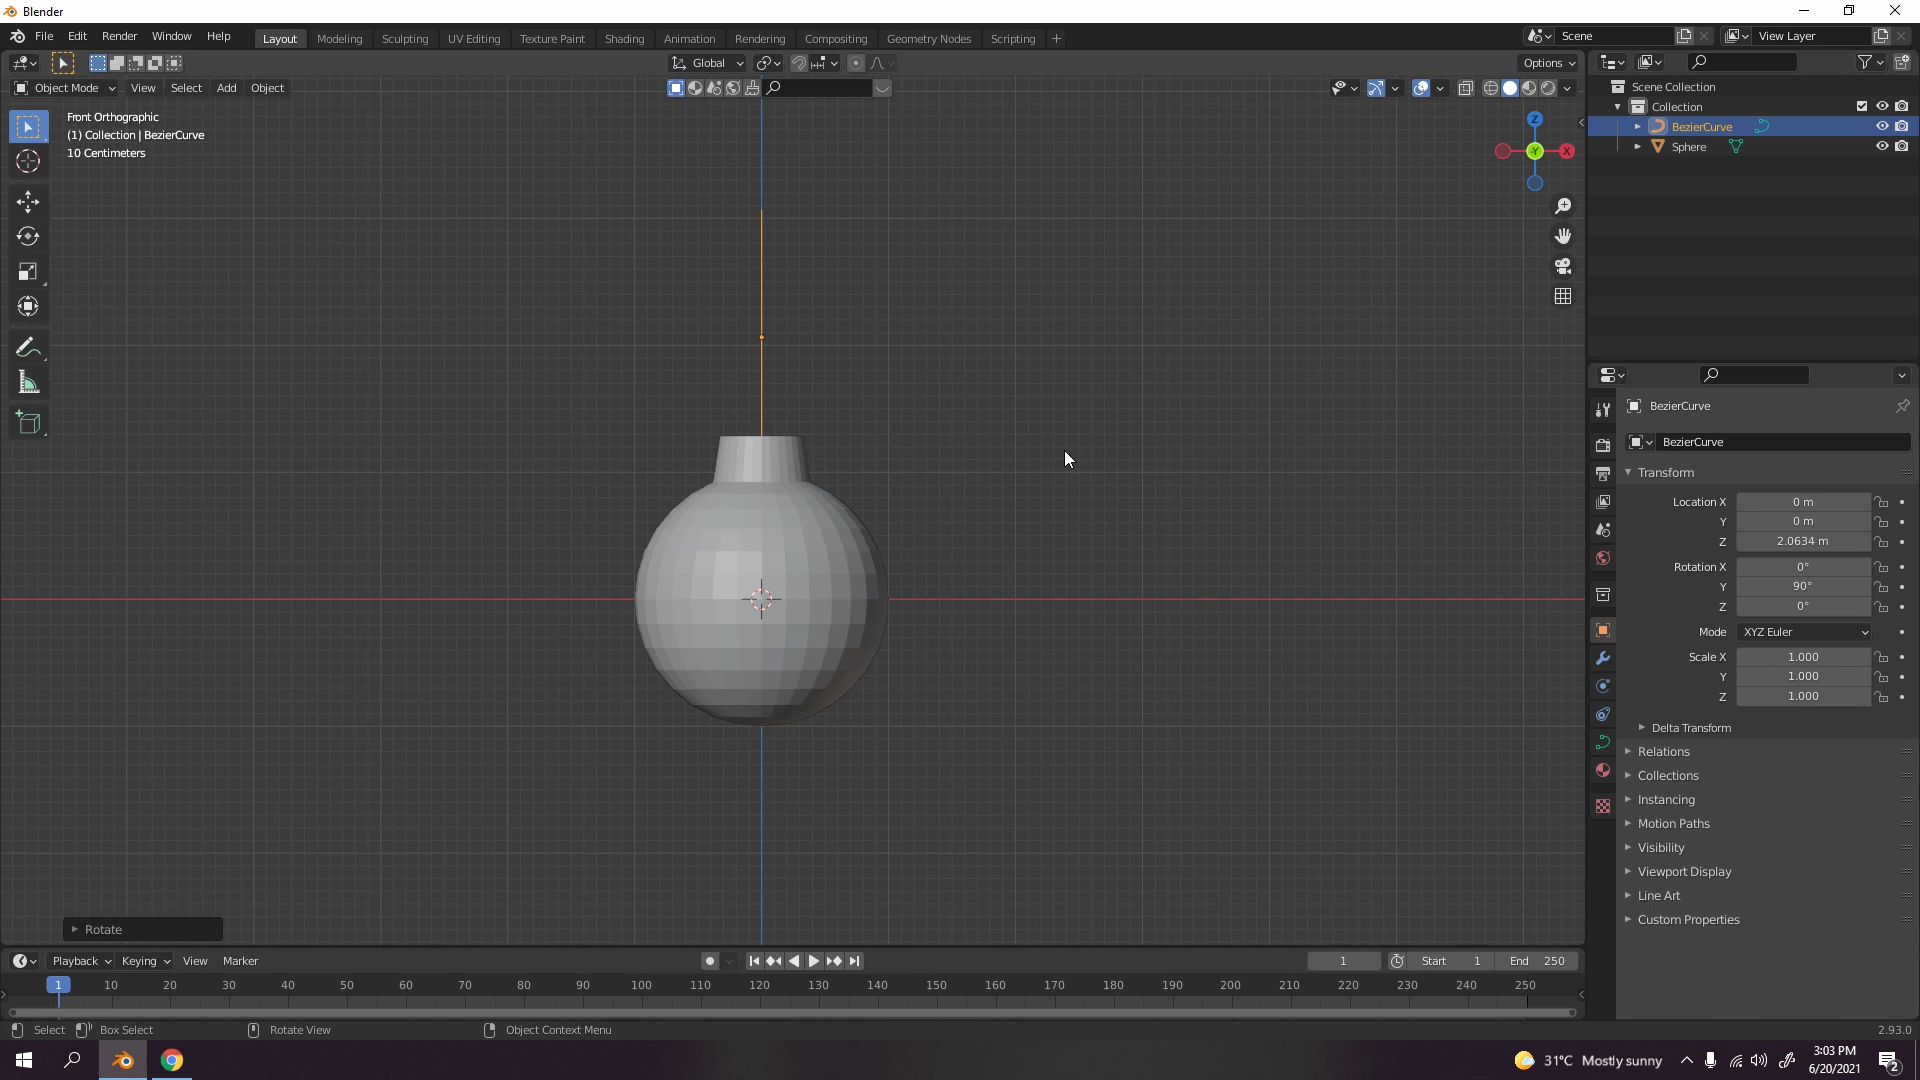 Blender
File Edit Render Window Help
Layout Modeling Sculpting UV Editing Texture Paint Shading Animation Rendering Compositing Geometry Nodes Scripting +
Scene
View Layer
Global
Options
Object Mode View Select Add Object
Front Orthographic
(1) Collection | BezierCurve
10 Centimeters
Z
Y
X
Scene Collection
Collection
BezierCurve
Sphere
BezierCurve
BezierCurve
Transform
Location X 0 m
Y 0 m
Z 2.0634 m
Rotation X 0°
Y 90°
Z 0°
Mode XYZ Euler
Scale X 1.000
Y 1.000
Z 1.000
Delta Transform
Relations
Collections
Instancing
Motion Paths
Visibility
Viewport Display
Line Art
Custom Properties
Rotate
Playback Keying View Marker
1 Start 1 End 250
1 10 20 30 40 50 60 70 80 90 100 110 120 130 140 150 160 170 180 190 200 210 220 230 240 250
Select Box Select Rotate View Object Context Menu 2.93.0
31°C Mostly sunny
3:03 PM
6/20/2021
2